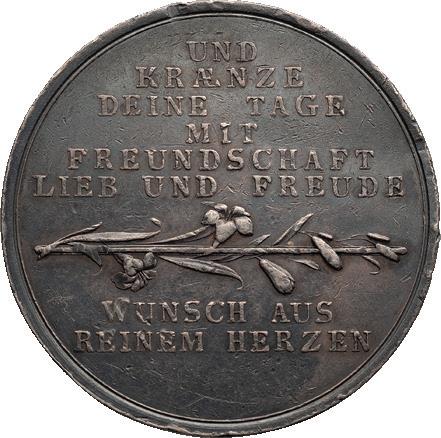 UND
KRÆNZE
DEINE TAGE
MIT
FREUNDSCHAFT
LIEB UND FREUDE
WUNSCH AUS
REINEM HERZEN